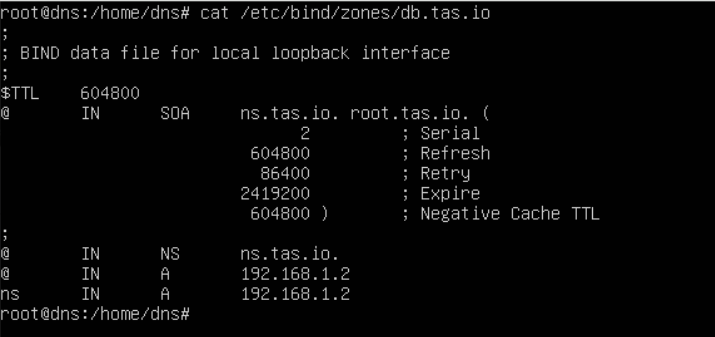 root@dns:/home/dns# cat /etc/bind/zones/db.tas.io
;
; BIND data file for local loopback interface
;
$TTL    604800
@       IN      SOA     ns.tas.io. root.tas.io. (
                              2         ; Serial
                         604800         ; Refresh
                          86400         ; Retry
                        2419200         ; Expire
                         604800 )       ; Negative Cache TTL
;
@       IN      NS      ns.tas.io.
@       IN      A       192.168.1.2
ns      IN      A       192.168.1.2
root@dns:/home/dns#